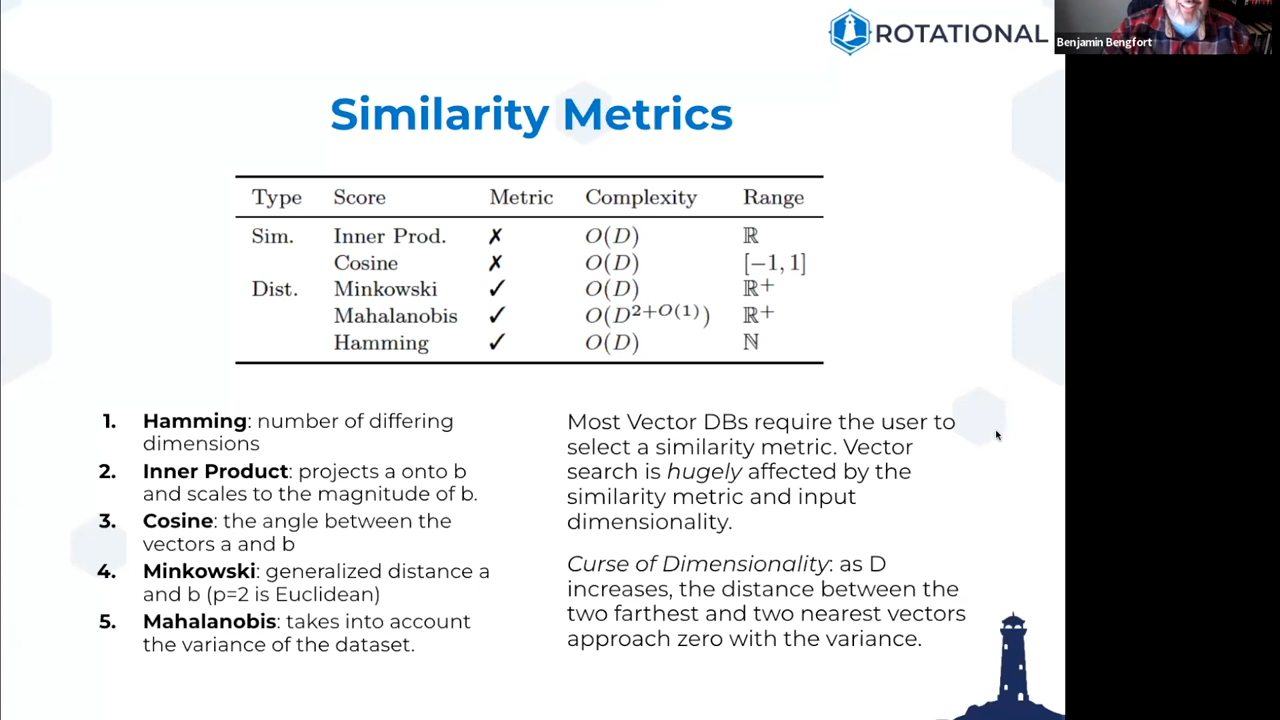 ROTATIONAL
Benjamin Bengfort
Similarity Metrics
Type Score Metric Complexity Range
Sim. Inner Prod. ✗ O(D) ℝ
Cosine ✗ O(D) [−1, 1]
Dist. Minkowski ✓ O(D) ℝ⁺
Mahalanobis ✓ O(D²⁺ᴼ⁽¹⁾) ℝ⁺
Hamming ✓ O(D) ℕ
1. Hamming: number of differing
dimensions
2. Inner Product: projects a onto b
and scales to the magnitude of b.
3. Cosine: the angle between the
vectors a and b
4. Minkowski: generalized distance a
and b (p=2 is Euclidean)
5. Mahalanobis: takes into account
the variance of the dataset.
Most Vector DBs require the user to
select a similarity metric. Vector
search is hugely affected by the
similarity metric and input
dimensionality.
Curse of Dimensionality: as D
increases, the distance between the
two farthest and two nearest vectors
approach zero with the variance.